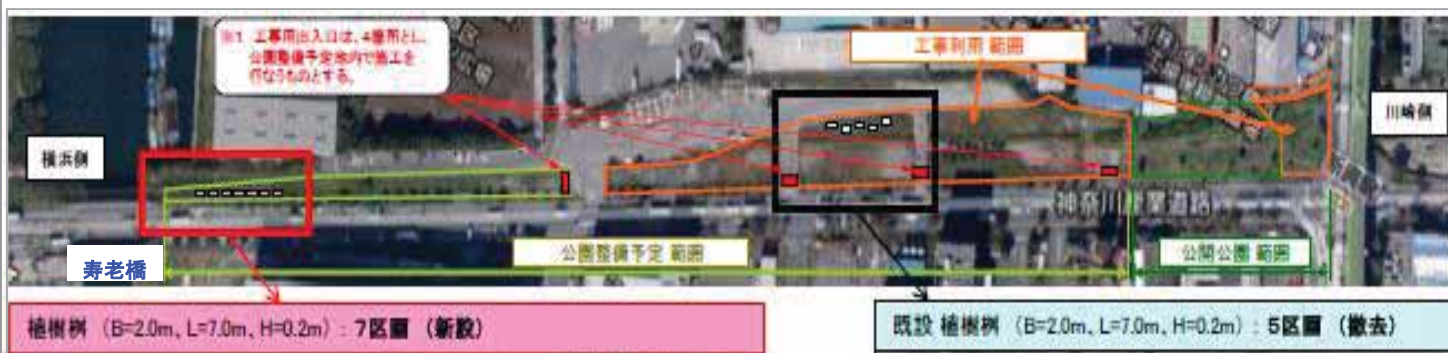 ※1 工事用出入口は、4箇所とし、
公園整備予定地内で施工を
行なうものとする。
工事利用 範囲
川崎側
横浜側
神奈川産業道路
寿老橋
公園整備予定 範囲
公開公園 範囲
植樹桝 (B=2.0m、L=7.0m、H=0.2m) : 7区画 (新設)
既設 植樹桝 (B=2.0m、L=7.0m、H=0.2m) : 5区画 (撤去)